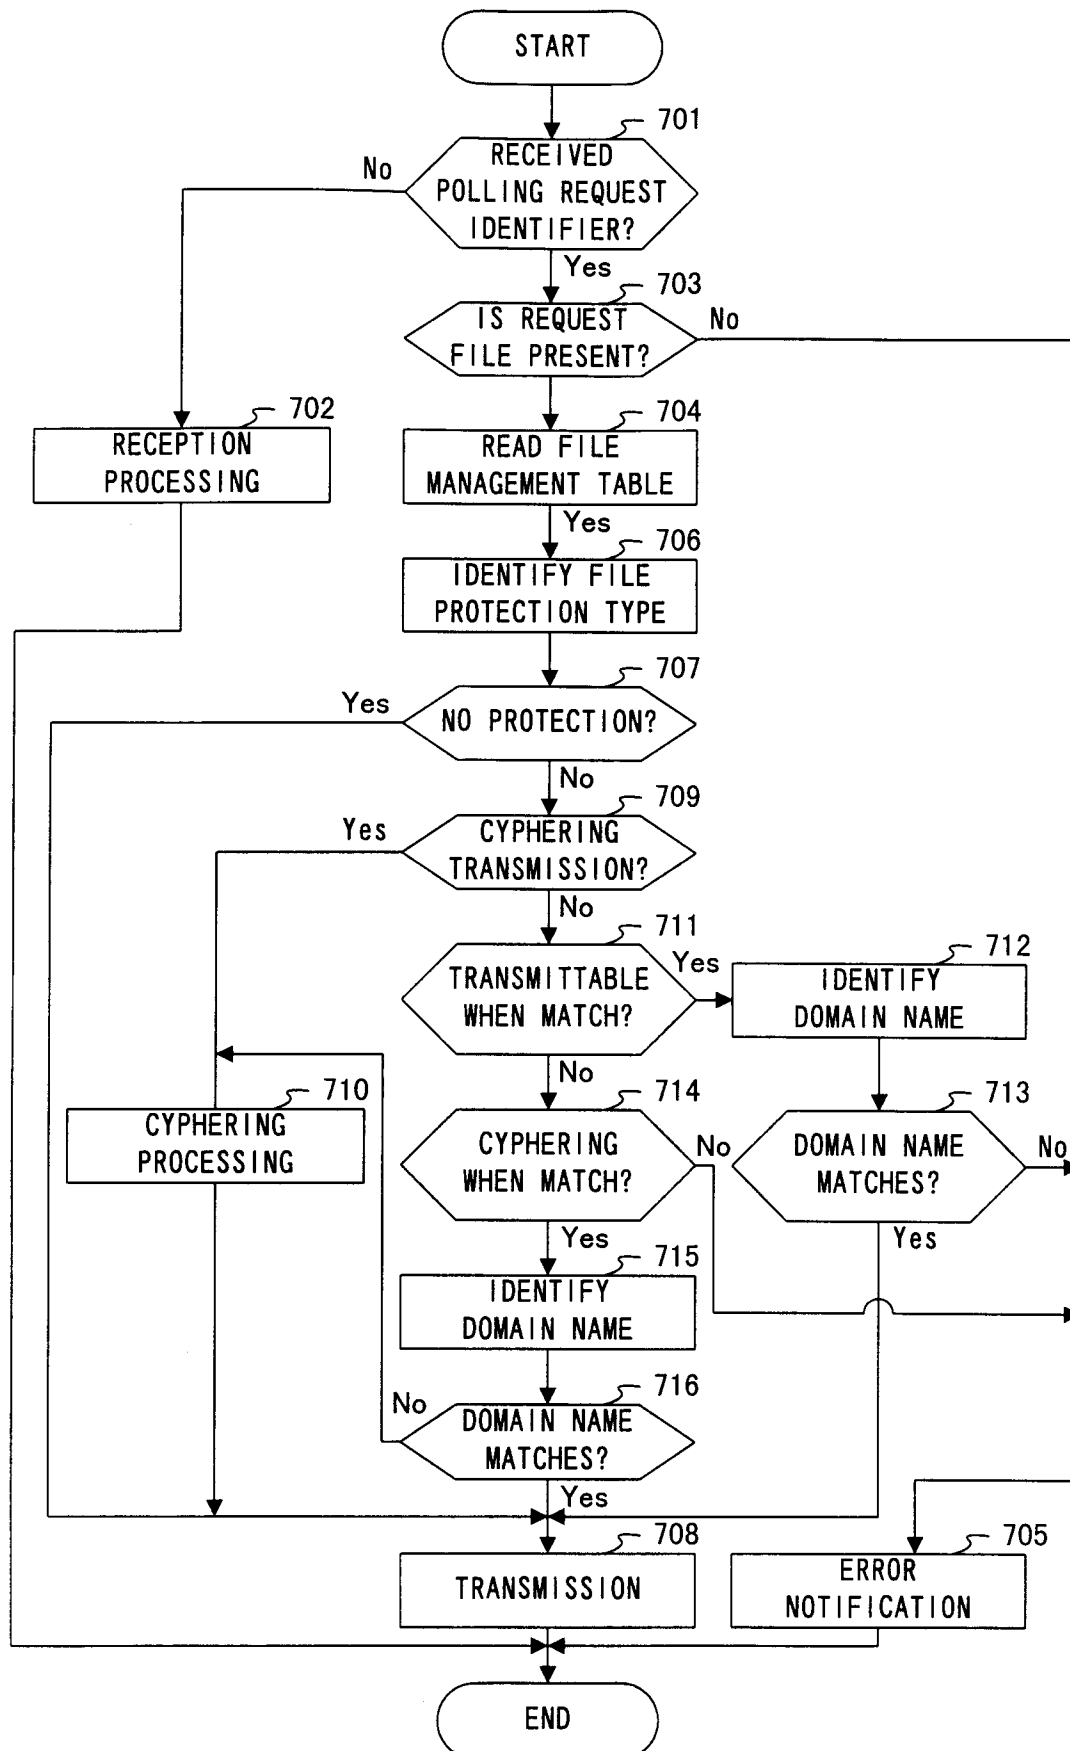 START
701
RECEIVED
POLLING REQUEST
IDENTIFIER?
No
Yes
703
IS REQUEST
FILE PRESENT?
No
702
RECEPTION
PROCESSING
704
READ FILE
MANAGEMENT TABLE
Yes
706
IDENTIFY FILE
PROTECTION TYPE
707
Yes
NO PROTECTION?
No
709
Yes
CYPHERING
TRANSMISSION?
No
711
TRANSMITTABLE
WHEN MATCH?
Yes
712
IDENTIFY
DOMAIN NAME
No
710
CYPHERING
PROCESSING
714
CYPHERING
WHEN MATCH?
No
713
DOMAIN NAME
MATCHES?
No
Yes
Yes
715
IDENTIFY
DOMAIN NAME
716
No
DOMAIN NAME
MATCHES?
Yes
708
TRANSMISSION
705
ERROR
NOTIFICATION
END